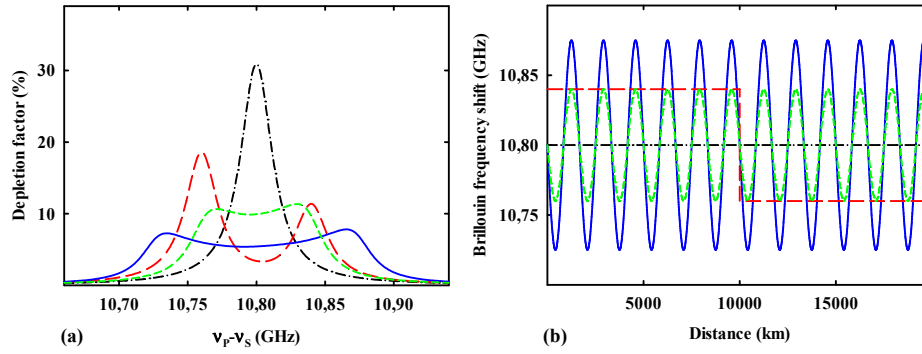 Depletion factor (%)
30
20
10
10,70 10,75 10,80 10,85 10,90
(a) νP-νS (GHz)
Brillouin frequency shift (GHz)
10,85
10,80
10,75
5000 10000 15000
(b) Distance (km)